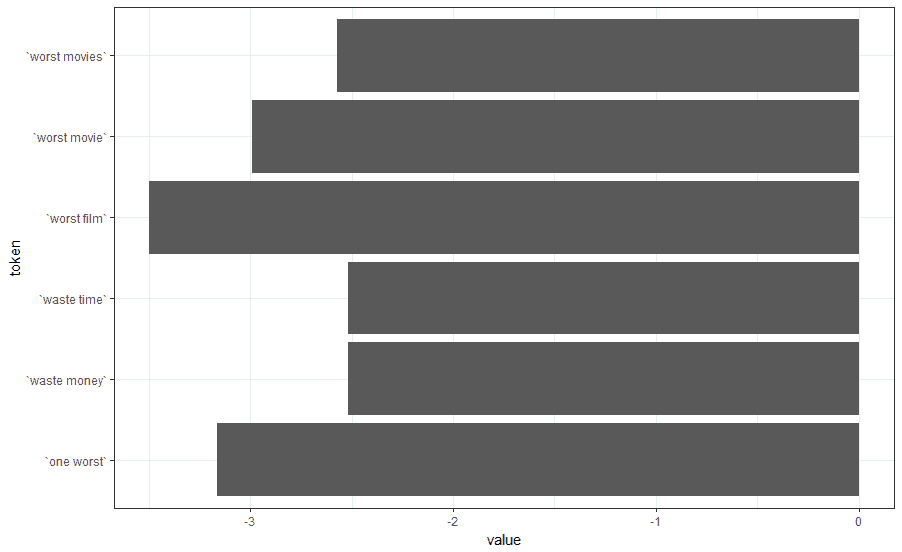 `worst movies`
`worst movie`
`worst film`
`waste time`
`waste money`
`one worst`
token
-3 -2 -1 0
value